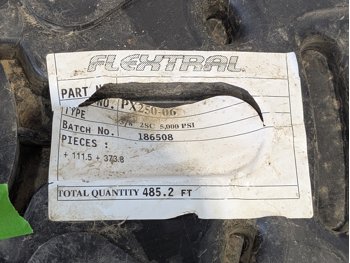 FLEXTRAL
PART NO. PX250-06
TYPE 2SC 5,000 PSI
BATCH No. 186508
PIECES :
+ 111.5 + 373.8
TOTAL QUANTITY 485.2 FT